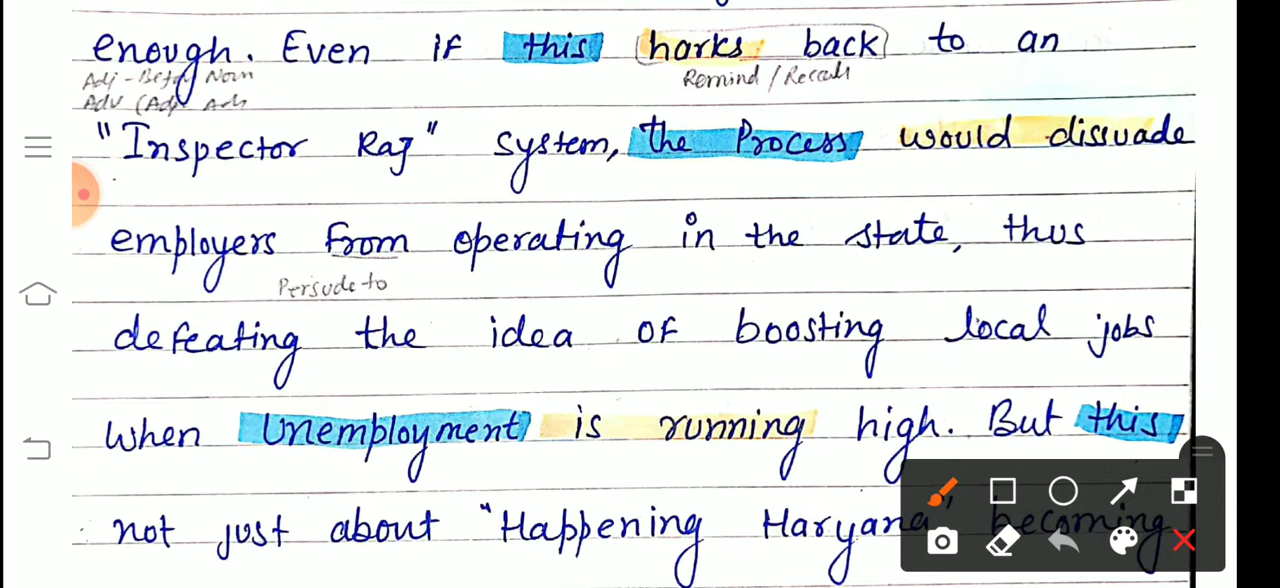 enough. Even if this harks back to an
Adj - Before Noun
Remind / Recall
Adv (Adj Adv
"Inspector Raj" system, the Process would dissuade
employers from operating in the state, thus
Persude to
defeating the idea of boosting local jobs
when Unemployment is running high. But this
not just about "Happening Haryana" becoming